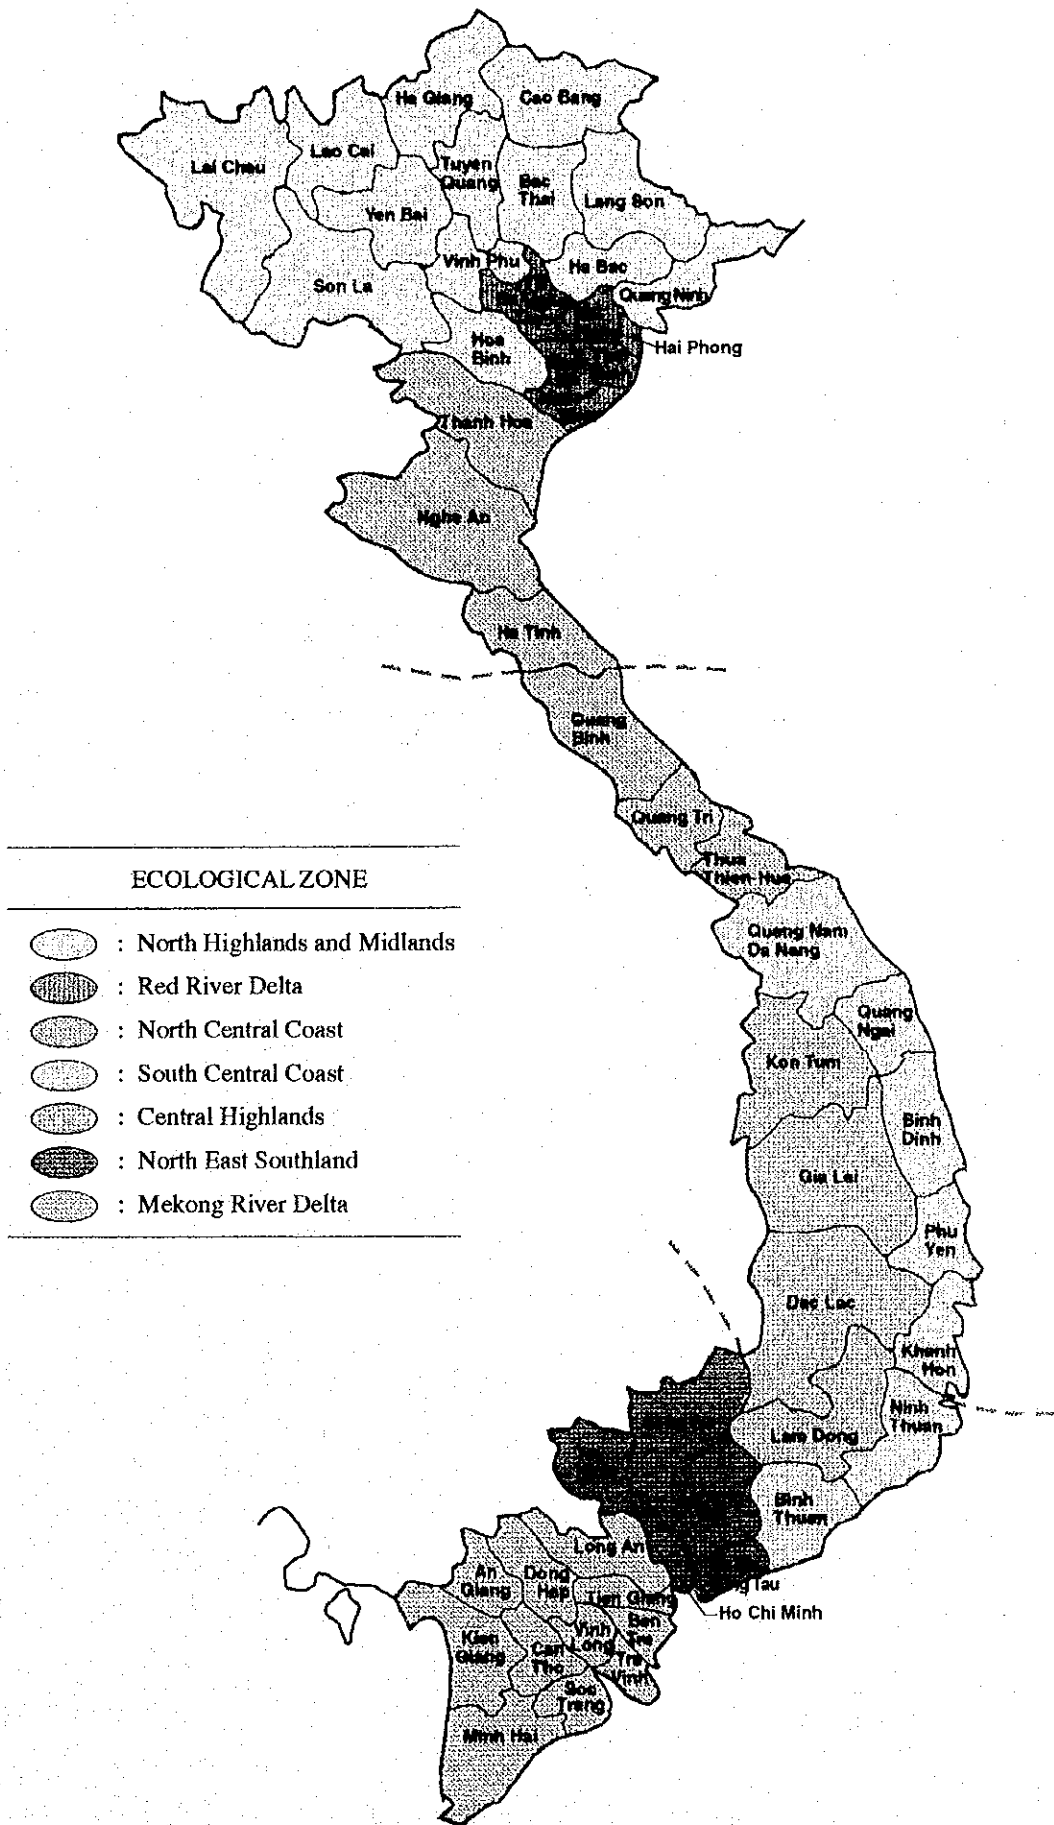 Ha Giang
Cao Bang
Lai Chau
Lao Cai
Tuyen
Quang
Bac
Thai
Lang Son
Yen Bai
Vinh Phu
Ha Bac
Son La
Quang Ninh
Hoa
Binh
Hai Phong
Thanh Hoa
Nghe An
Ha Tinh
Quang
Binh
Quang Tri
Thua
Thien-Hue
ECOLOGICAL ZONE
: North Highlands and Midlands
: Red River Delta
: North Central Coast
: South Central Coast
: Central Highlands
: North East Southland
: Mekong River Delta
Quang Nam
Da Nang
Quang
Ngai
Kon Tum
Binh
Dinh
Gia Lai
Phu
Yen
Dac Lac
Khanh
Hon
Ninh
Thuan
Lam Dong
Binh
Thuan
Long An
An
Giang
Dong
Hap
Tien Giang
Tau
Ho Chi Minh
Ben
Tre
Vinh
Long
Kien
Giang
Can
Tho
Tra
Vinh
Soc
Trang
Minh Hai